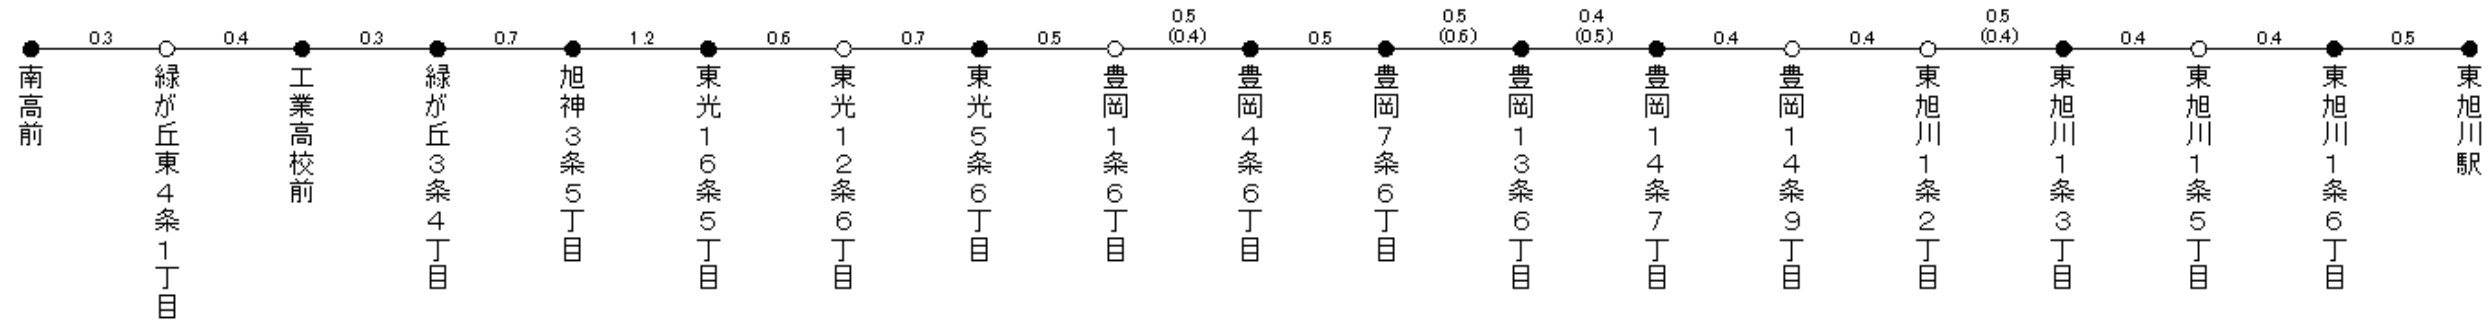 0.3
0.4
0.3
0.7
1.2
0.6
0.7
0.5
0.5
(0.4)
0.5
0.5
(0.6)
0.4
(0.5)
0.4
0.4
0.5
(0.4)
0.4
0.4
0.5
南高前
緑が丘東4条1丁目
工業高校前
緑が丘3条4丁目
旭神3条5丁目
東光16条5丁目
東光12条6丁目
東光5条6丁目
豊岡1条6丁目
豊岡4条6丁目
豊岡7条6丁目
豊岡13条6丁目
豊岡14条7丁目
豊岡14条9丁目
東旭川1条2丁目
東旭川1条3丁目
東旭川1条5丁目
東旭川1条6丁目
東旭川駅